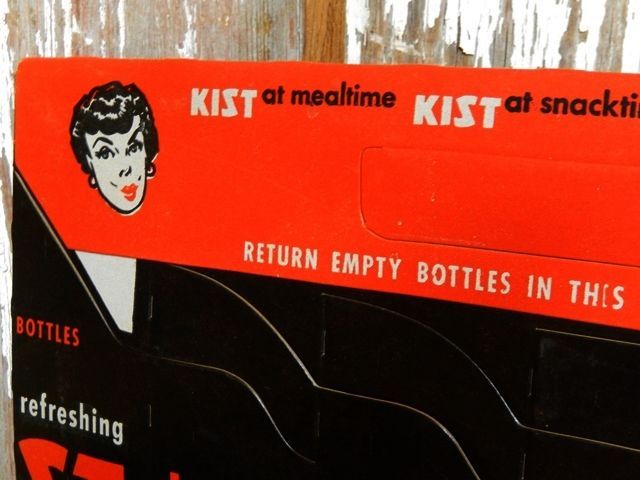 KIST at mealtime KIST at snackti
RETURN EMPTY BOTTLES IN THIS
BOTTLES
refreshing